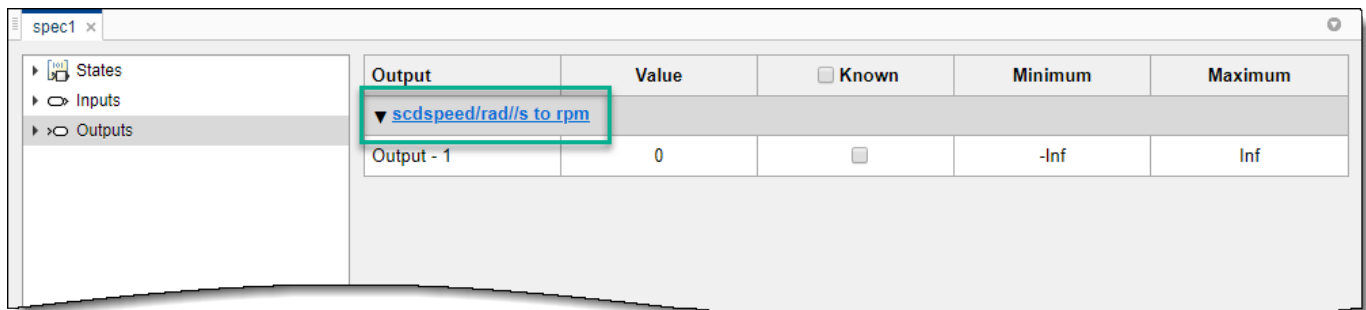 spec1 ×
States
Inputs
Outputs
Output Value Known Minimum Maximum
scdspeed/rad//s to rpm
Output - 1 0 -Inf Inf